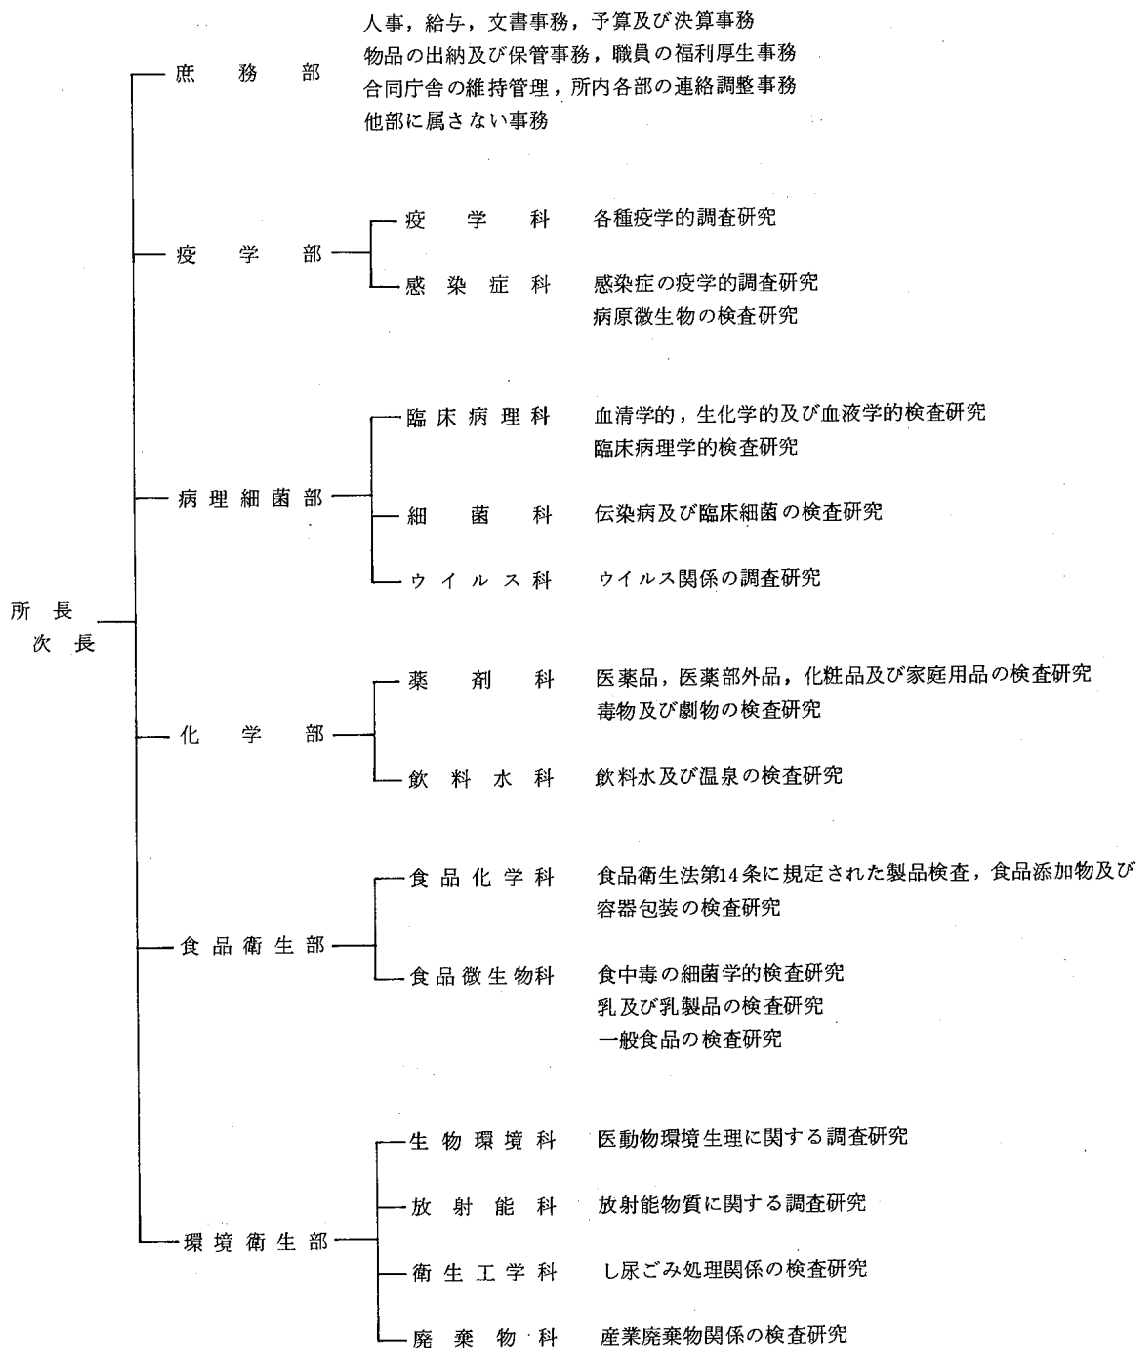 人事，給与，文書事務，予算及び決算事務
物品の出納及び保管事務，職員の福利厚生事務
庶務部
合同庁舎の維持管理，所内各部の連絡調整事務
他部に属さない事務
疫学科 各種疫学的調査研究
疫学部
感染症科 感染症の疫学的調査研究
病原微生物の検査研究
臨床病理科 血清学的，生化学的及び血液学的検査研究
臨床病理学的検査研究
病理細菌部
細菌科 伝染病及び臨床細菌の検査研究
ウイルス科 ウイルス関係の調査研究
所長
次長
薬剤科 医薬品，医薬部外品，化粧品及び家庭用品の検査研究
毒物及び劇物の検査研究
化学部
飲料水科 飲料水及び温泉の検査研究
食品化学科 食品衛生法第14条に規定された製品検査，食品添加物及び
容器包装の検査研究
食品衛生部
食品微生物科 食中毒の細菌学的検査研究
乳及び乳製品の検査研究
一般食品の検査研究
生物環境科 医動物環境生理に関する調査研究
放射能科 放射能物質に関する調査研究
環境衛生部
衛生工学科 し尿ごみ処理関係の検査研究
廃棄物科 産業廃棄物関係の検査研究